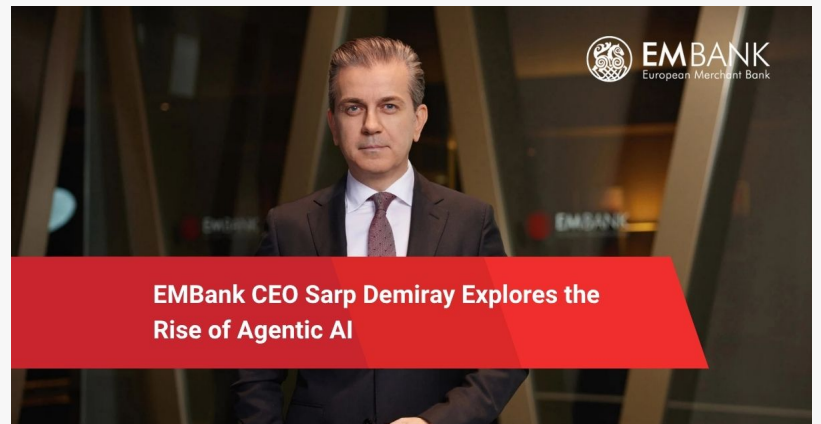 EMBANK
European Merchant Bank
EMBANK
EMBANK
EMBank CEO Sarp Demiray Explores the
Rise of Agentic AI